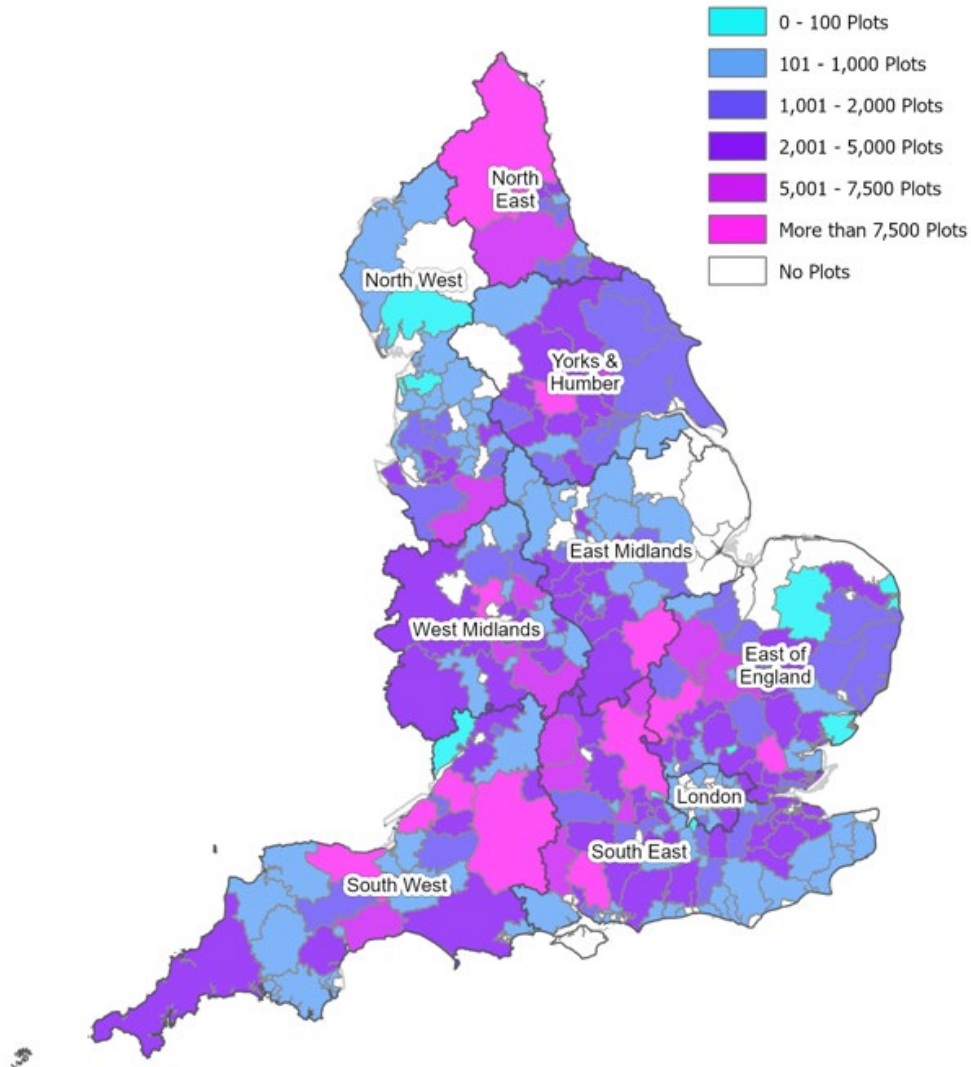 0 - 100 Plots
101 - 1,000 Plots
1,001 - 2,000 Plots
2,001 - 5,000 Plots
5,001 - 7,500 Plots
More than 7,500 Plots
No Plots
North
East
North West
Yorks &
Humber
East Midlands
West Midlands
East of
England
London
South East
South West